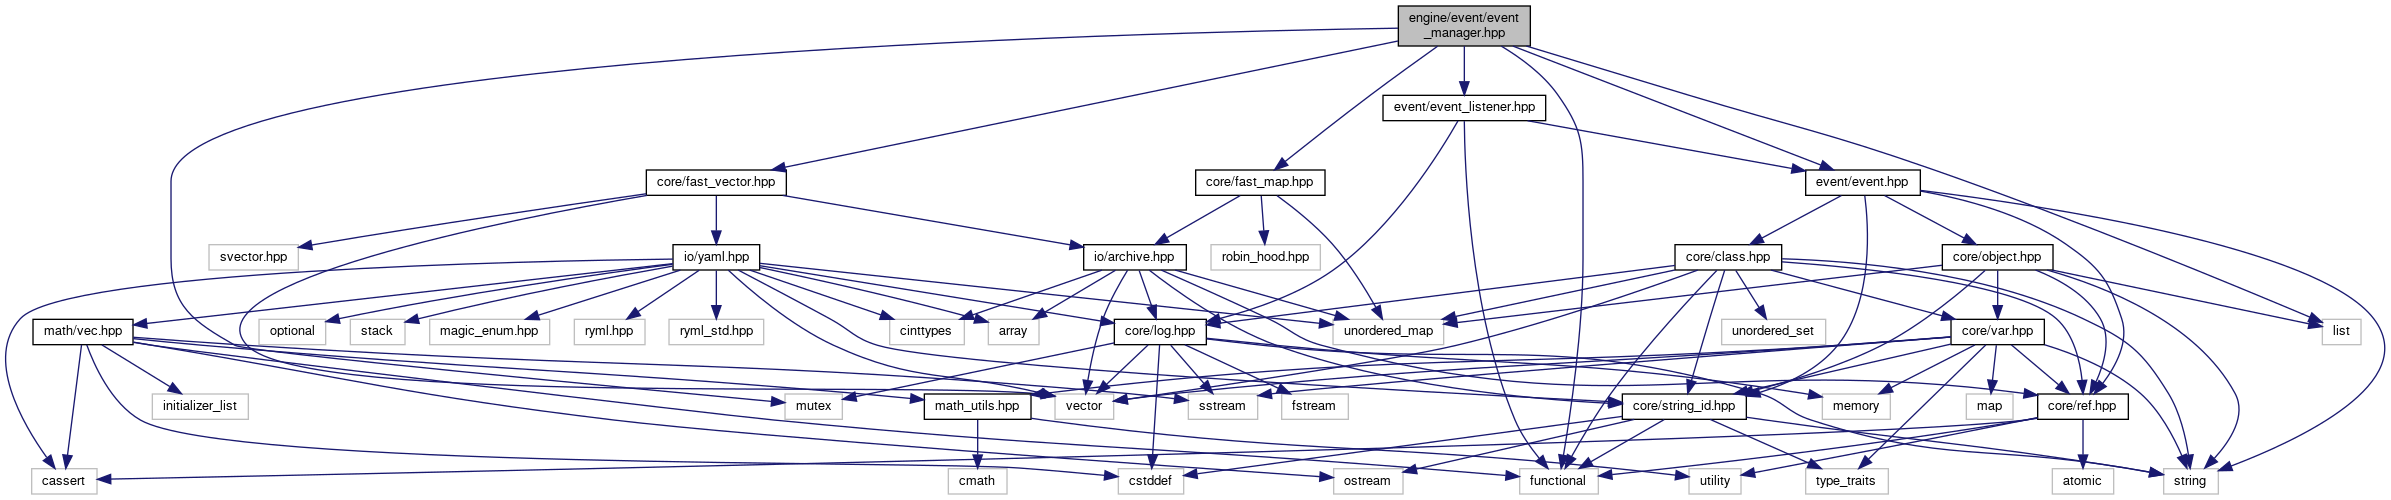 engine/event/event
_manager.hpp
event/event_listener.hpp
core/fast_vector.hpp
core/fast_map.hpp
event/event.hpp
svector.hpp
io/yaml.hpp
io/archive.hpp
robin_hood.hpp
core/class.hpp
core/object.hpp
math/vec.hpp
optional
stack
magic_enum.hpp
ryml.hpp
ryml_std.hpp
cinttypes
array
core/log.hpp
unordered_map
unordered_set
core/var.hpp
list
initializer_list
mutex
math_utils.hpp
vector
sstream
fstream
core/string_id.hpp
memory
map
core/ref.hpp
cassert
cmath
cstddef
ostream
functional
utility
type_traits
atomic
string